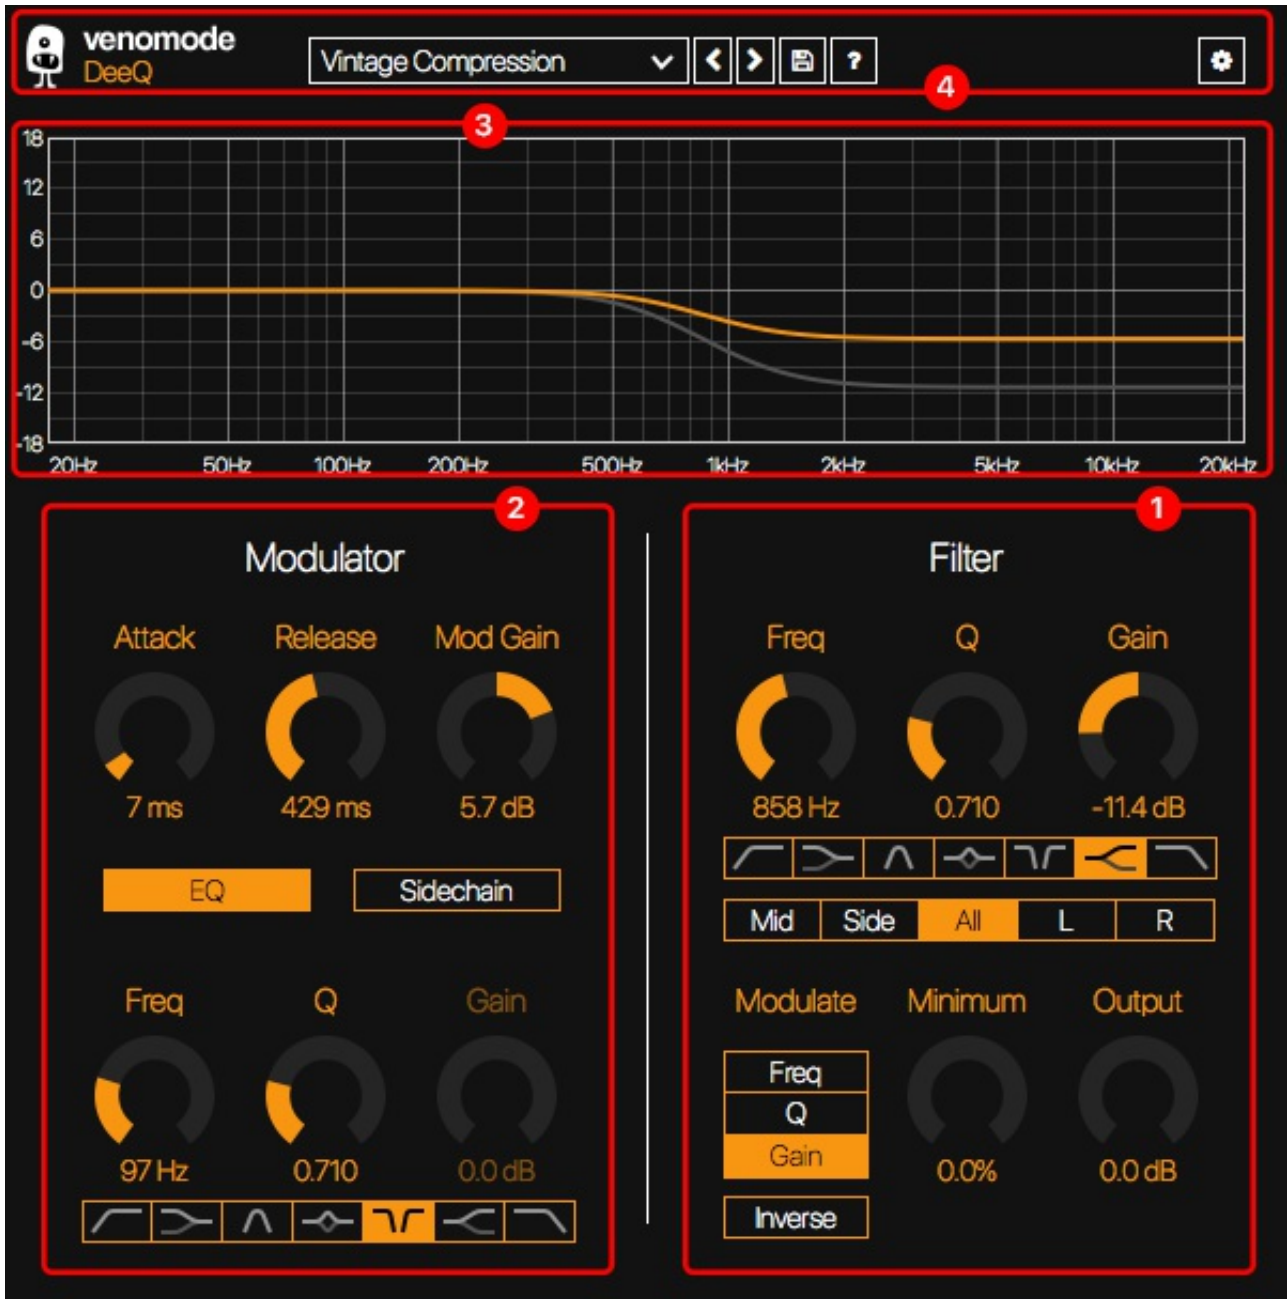 venomode
DeeQ
Vintage Compression
?
4
3
18
12
6
0
-6
-12
-18
20Hz 50Hz 100Hz 200Hz 500Hz 1kHz 2kHz 5kHz 10kHz 20kHz
2
Modulator
Attack Release Mod Gain
7 ms 429 ms 5.7 dB
EQ Sidechain
Freq Q Gain
97 Hz 0.710 0.0 dB
1
Filter
Freq Q Gain
858 Hz 0.710 -11.4 dB
Mid Side All L R
Modulate Minimum Output
Freq
Q
Gain
0.0% 0.0 dB
Inverse